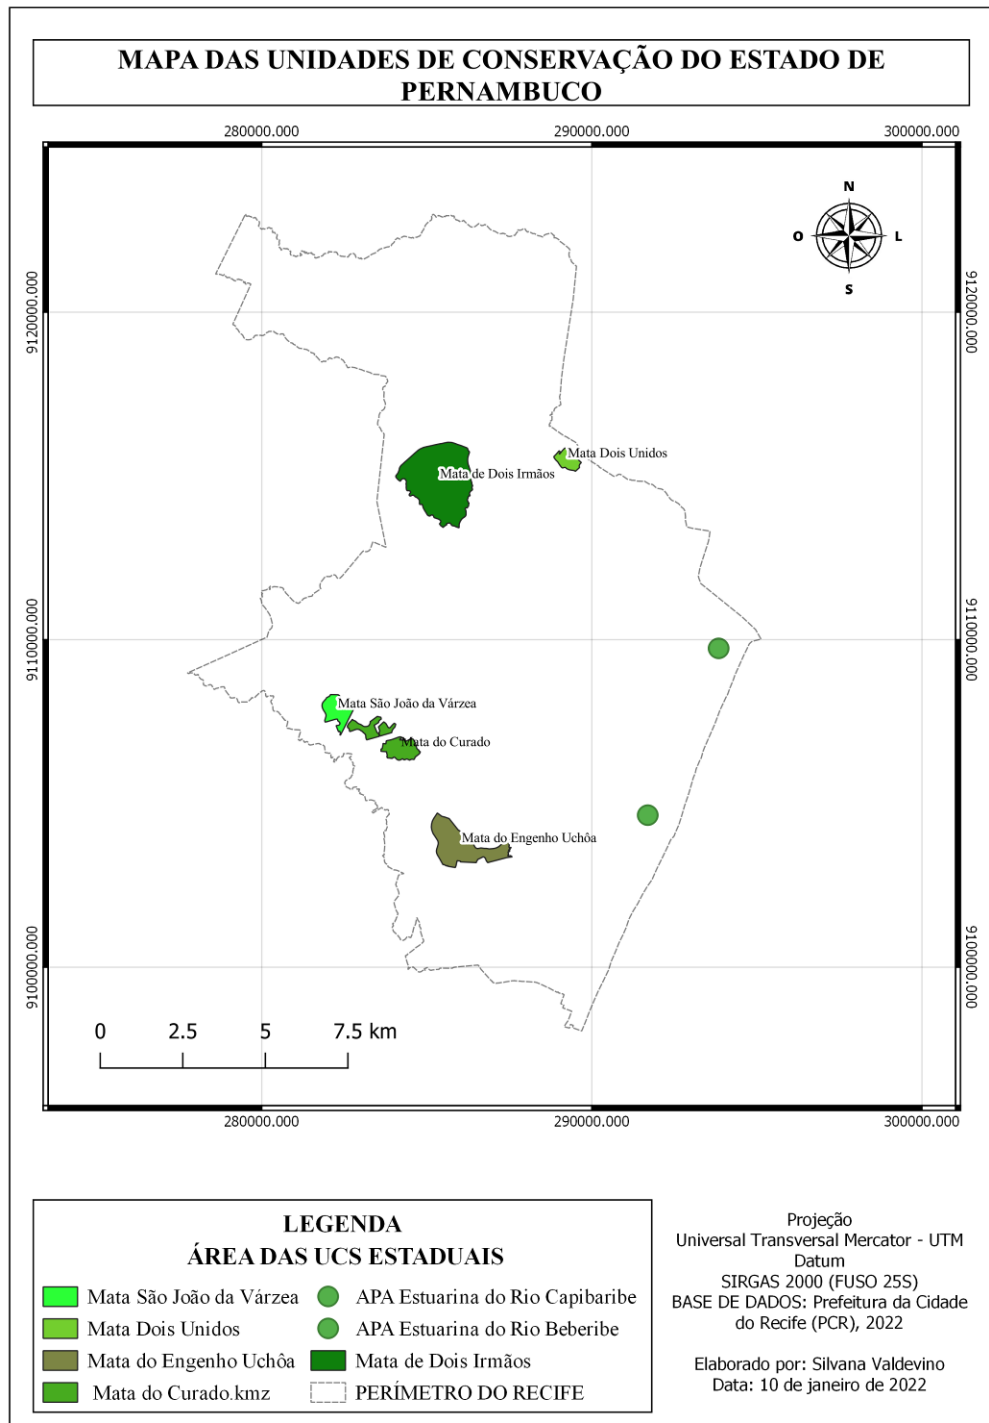 MAPA DAS UNIDADES DE CONSERVAÇÃO DO ESTADO DE
PERNAMBUCO
280000.000
290000.000
300000.000
N
O
L
S
9120000.000
9120000.000
Mata Dois Unidos
Mata de Dois Irmãos
9110000.000
9110000.000
Mata São João da Várzea
Mata do Curado
Mata do Engenho Uchôa
9100000.000
9100000.000
0
2.5
5
7.5 km
280000.000
290000.000
300000.000
LEGENDA
ÁREA DAS UCS ESTADUAIS
Mata São João da Várzea
Mata Dois Unidos
Mata do Engenho Uchôa
Mata do Curado.kmz
APA Estuarina do Rio Capibaribe
APA Estuarina do Rio Beberibe
Mata de Dois Irmãos
PERÍMETRO DO RECIFE
Projeção
Universal Transversal Mercator - UTM
Datum
SIRGAS 2000 (FUSO 25S)
BASE DE DADOS: Prefeitura da Cidade
do Recife (PCR), 2022
Elaborado por: Silvana Valdevino
Data: 10 de janeiro de 2022